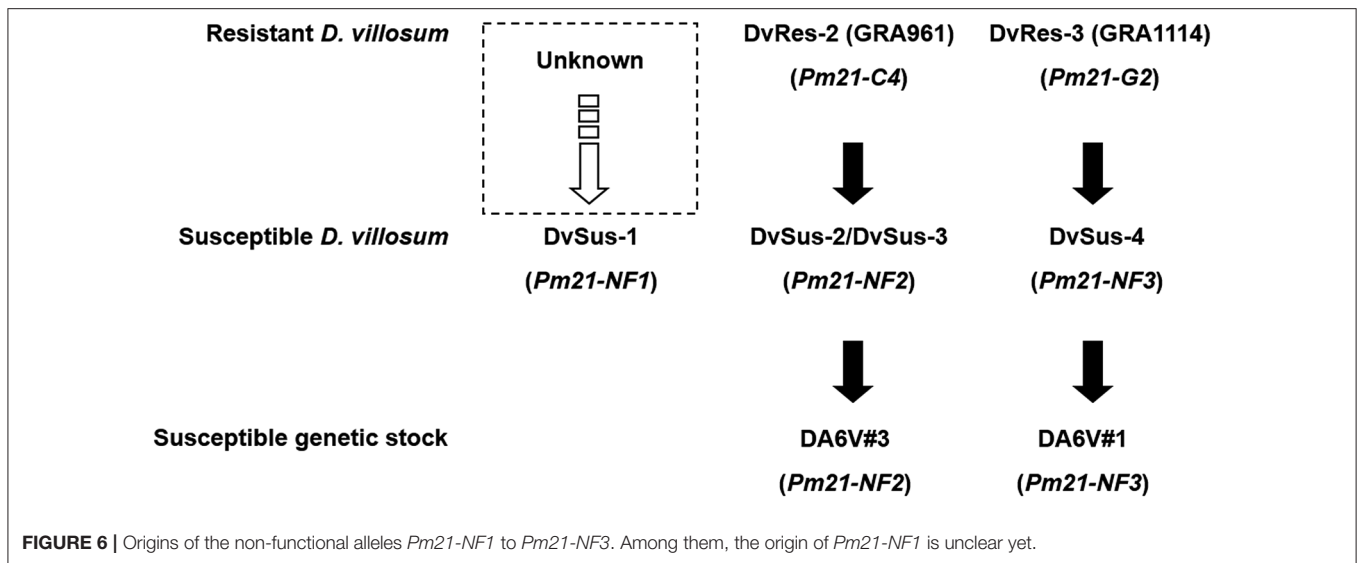 Resistant D. villosum
Unknown
DvRes-2 (GRA961)
(Pm21-C4)
DvRes-3 (GRA1114)
(Pm21-G2)
Susceptible D. villosum
DvSus-1
(Pm21-NF1)
DvSus-2/DvSus-3
(Pm21-NF2)
DvSus-4
(Pm21-NF3)
Susceptible genetic stock
DA6V#3
(Pm21-NF2)
DA6V#1
(Pm21-NF3)
FIGURE 6 | Origins of the non-functional alleles Pm21-NF1 to Pm21-NF3. Among them, the origin of Pm21-NF1 is unclear yet.